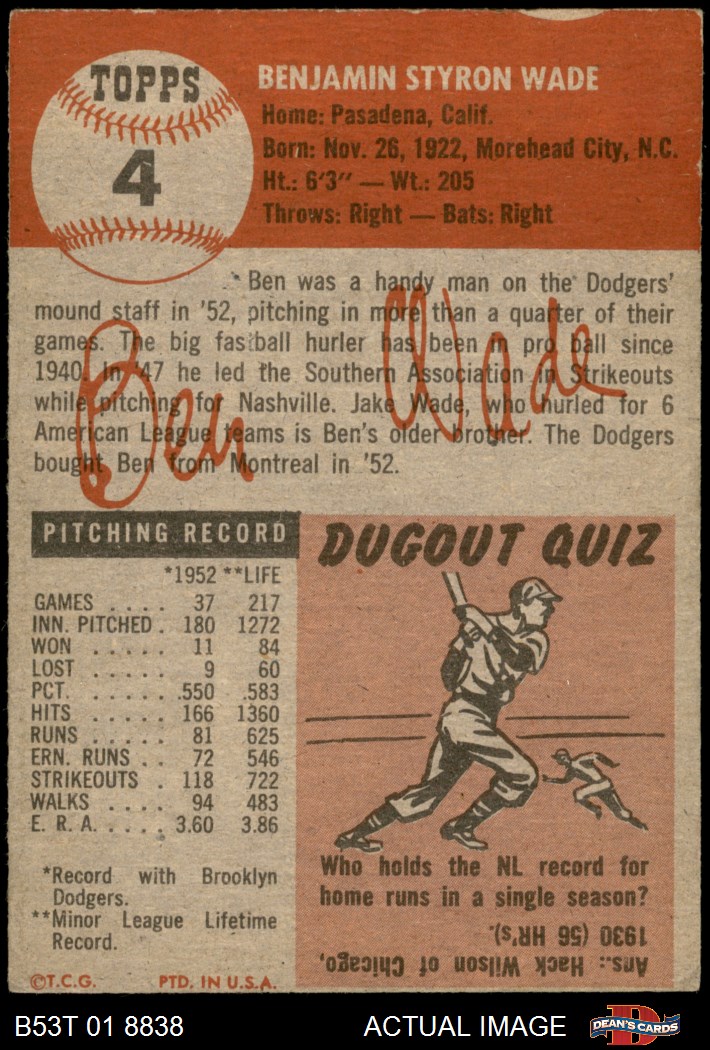 TOPPS
4
BENJAMIN STYRON WADE
Home: Pasadena, Calif.
Born: Nov. 26, 1922, Morehead City, N.C.
Ht.: 6'3" — Wt.: 205
Throws: Right — Bats: Right
Ben was a handy man on the Dodgers'
mound staff in '52, pitching in more than a quarter of their
games. The big fastball hurler has been in pro ball since
1940. In '47 he led the Southern Association in Strikeouts
while pitching for Nashville. Jake Wade, who hurled for 6
American League teams is Ben's older brother. The Dodgers
bought Ben from Montreal in '52.
Ben Wade
PITCHING RECORD
*1952 **LIFE
GAMES . . . . 37 217
INN. PITCHED . 180 1272
WON . . . . . 11 84
LOST . . . . . 9 60
PCT. . . . . . .550 .583
HITS . . . . . 166 1360
RUNS . . . . . 81 625
ERN. RUNS . . 72 546
STRIKEOUTS . 118 722
WALKS . . . . 94 483
E. R. A. . . . . 3.60 3.86
*Record with Brooklyn
Dodgers.
**Minor League Lifetime
Record.
©T.C.G. PTD. IN U.S.A.
DUGOUT QUIZ
Who holds the NL record for
home runs in a single season?
Ans.: Hack Wilson of Chicago,
1930 (56 HR's).
B53T 01 8838 ACTUAL IMAGE
D
DEAN'S CARDS